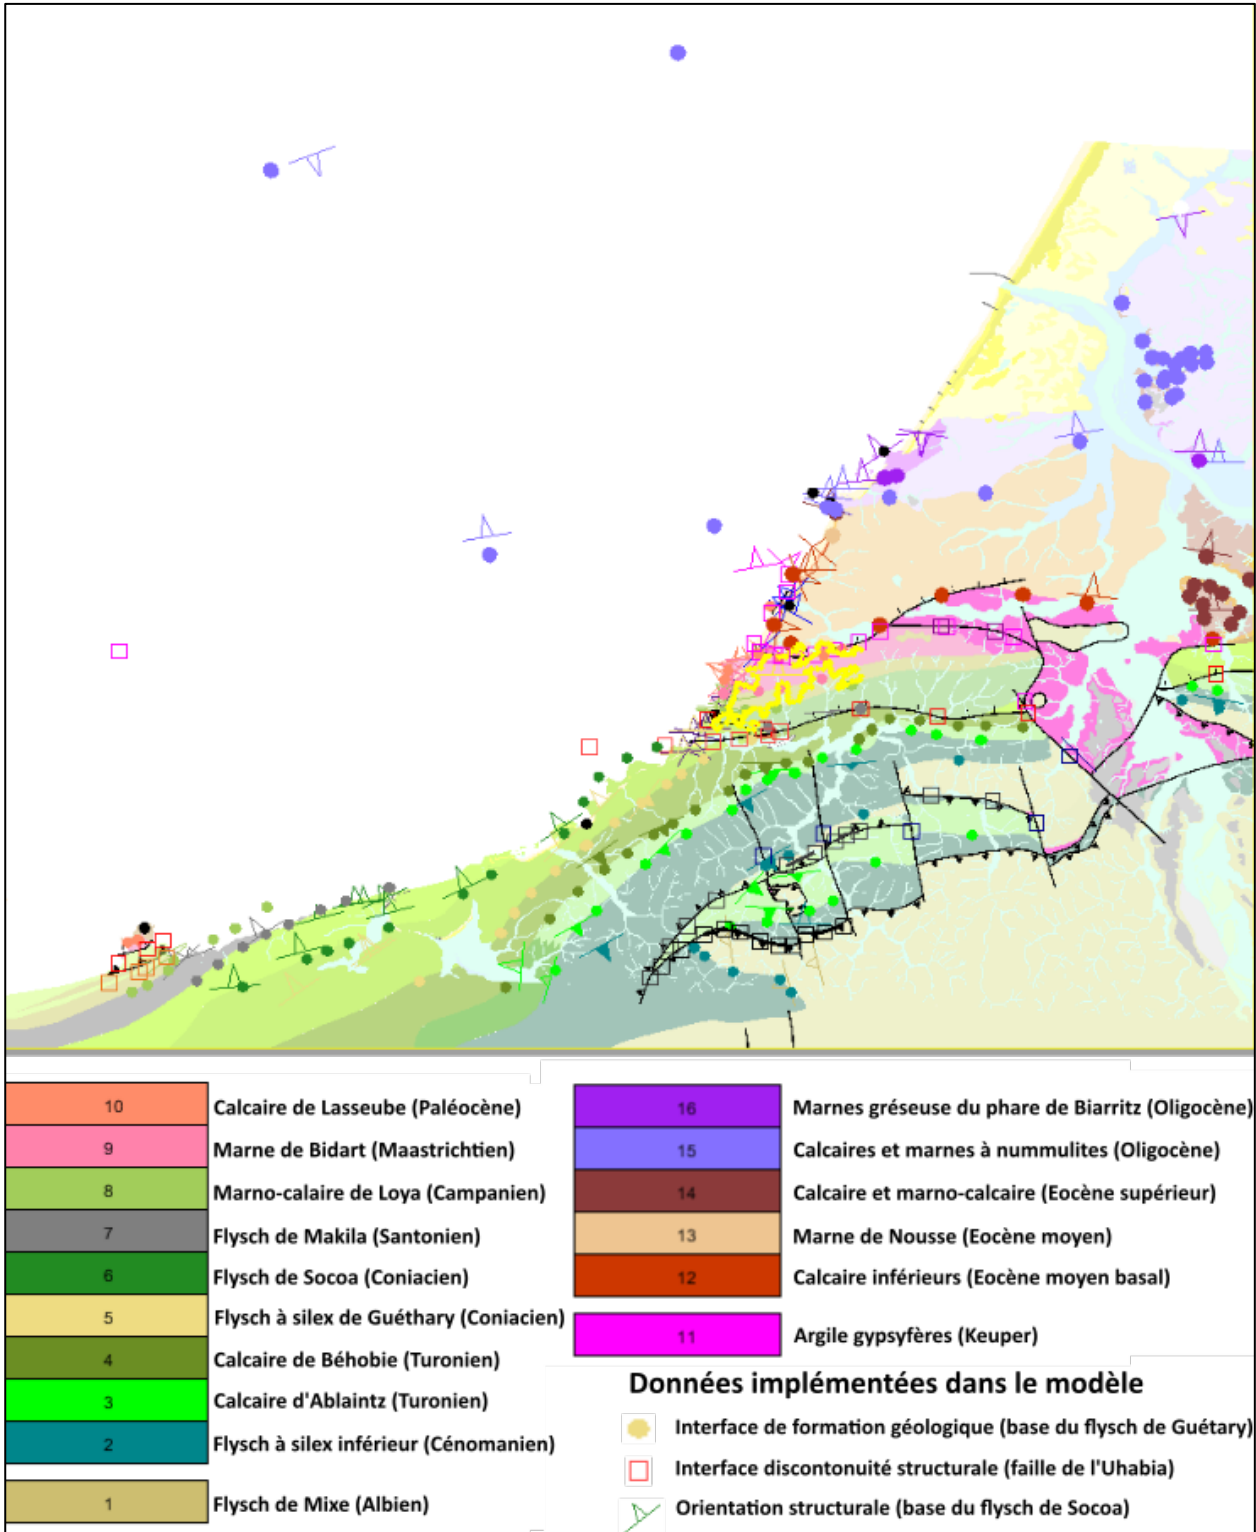 10 Calcaire de Lasseube (Paléocène)
9 Marne de Bidart (Maastrichtien)
8 Marno-calaire de Loya (Campanien)
7 Flysch de Makila (Santonien)
6 Flysch de Socoa (Coniacien)
5 Flysch à silex de Guéthary (Coniacien)
4 Calcaire de Béhobie (Turonien)
3 Calcaire d'Ablaintz (Turonien)
2 Flysch à silex inférieur (Cénomanien)
1 Flysch de Mixe (Albien)
16 Marnes gréseuse du phare de Biarritz (Oligocène)
15 Calcaires et marnes à nummulites (Oligocène)
14 Calcaire et marno-calcaire (Eocène supérieur)
13 Marne de Nousse (Eocène moyen)
12 Calcaire inférieurs (Eocène moyen basal)
11 Argile gypsyfères (Keuper)
Données implémentées dans le modèle
Interface de formation géologique (base du flysch de Guétary)
Interface discontonuité structurale (faille de l'Uhabia)
Orientation structurale (base du flysch de Socoa)